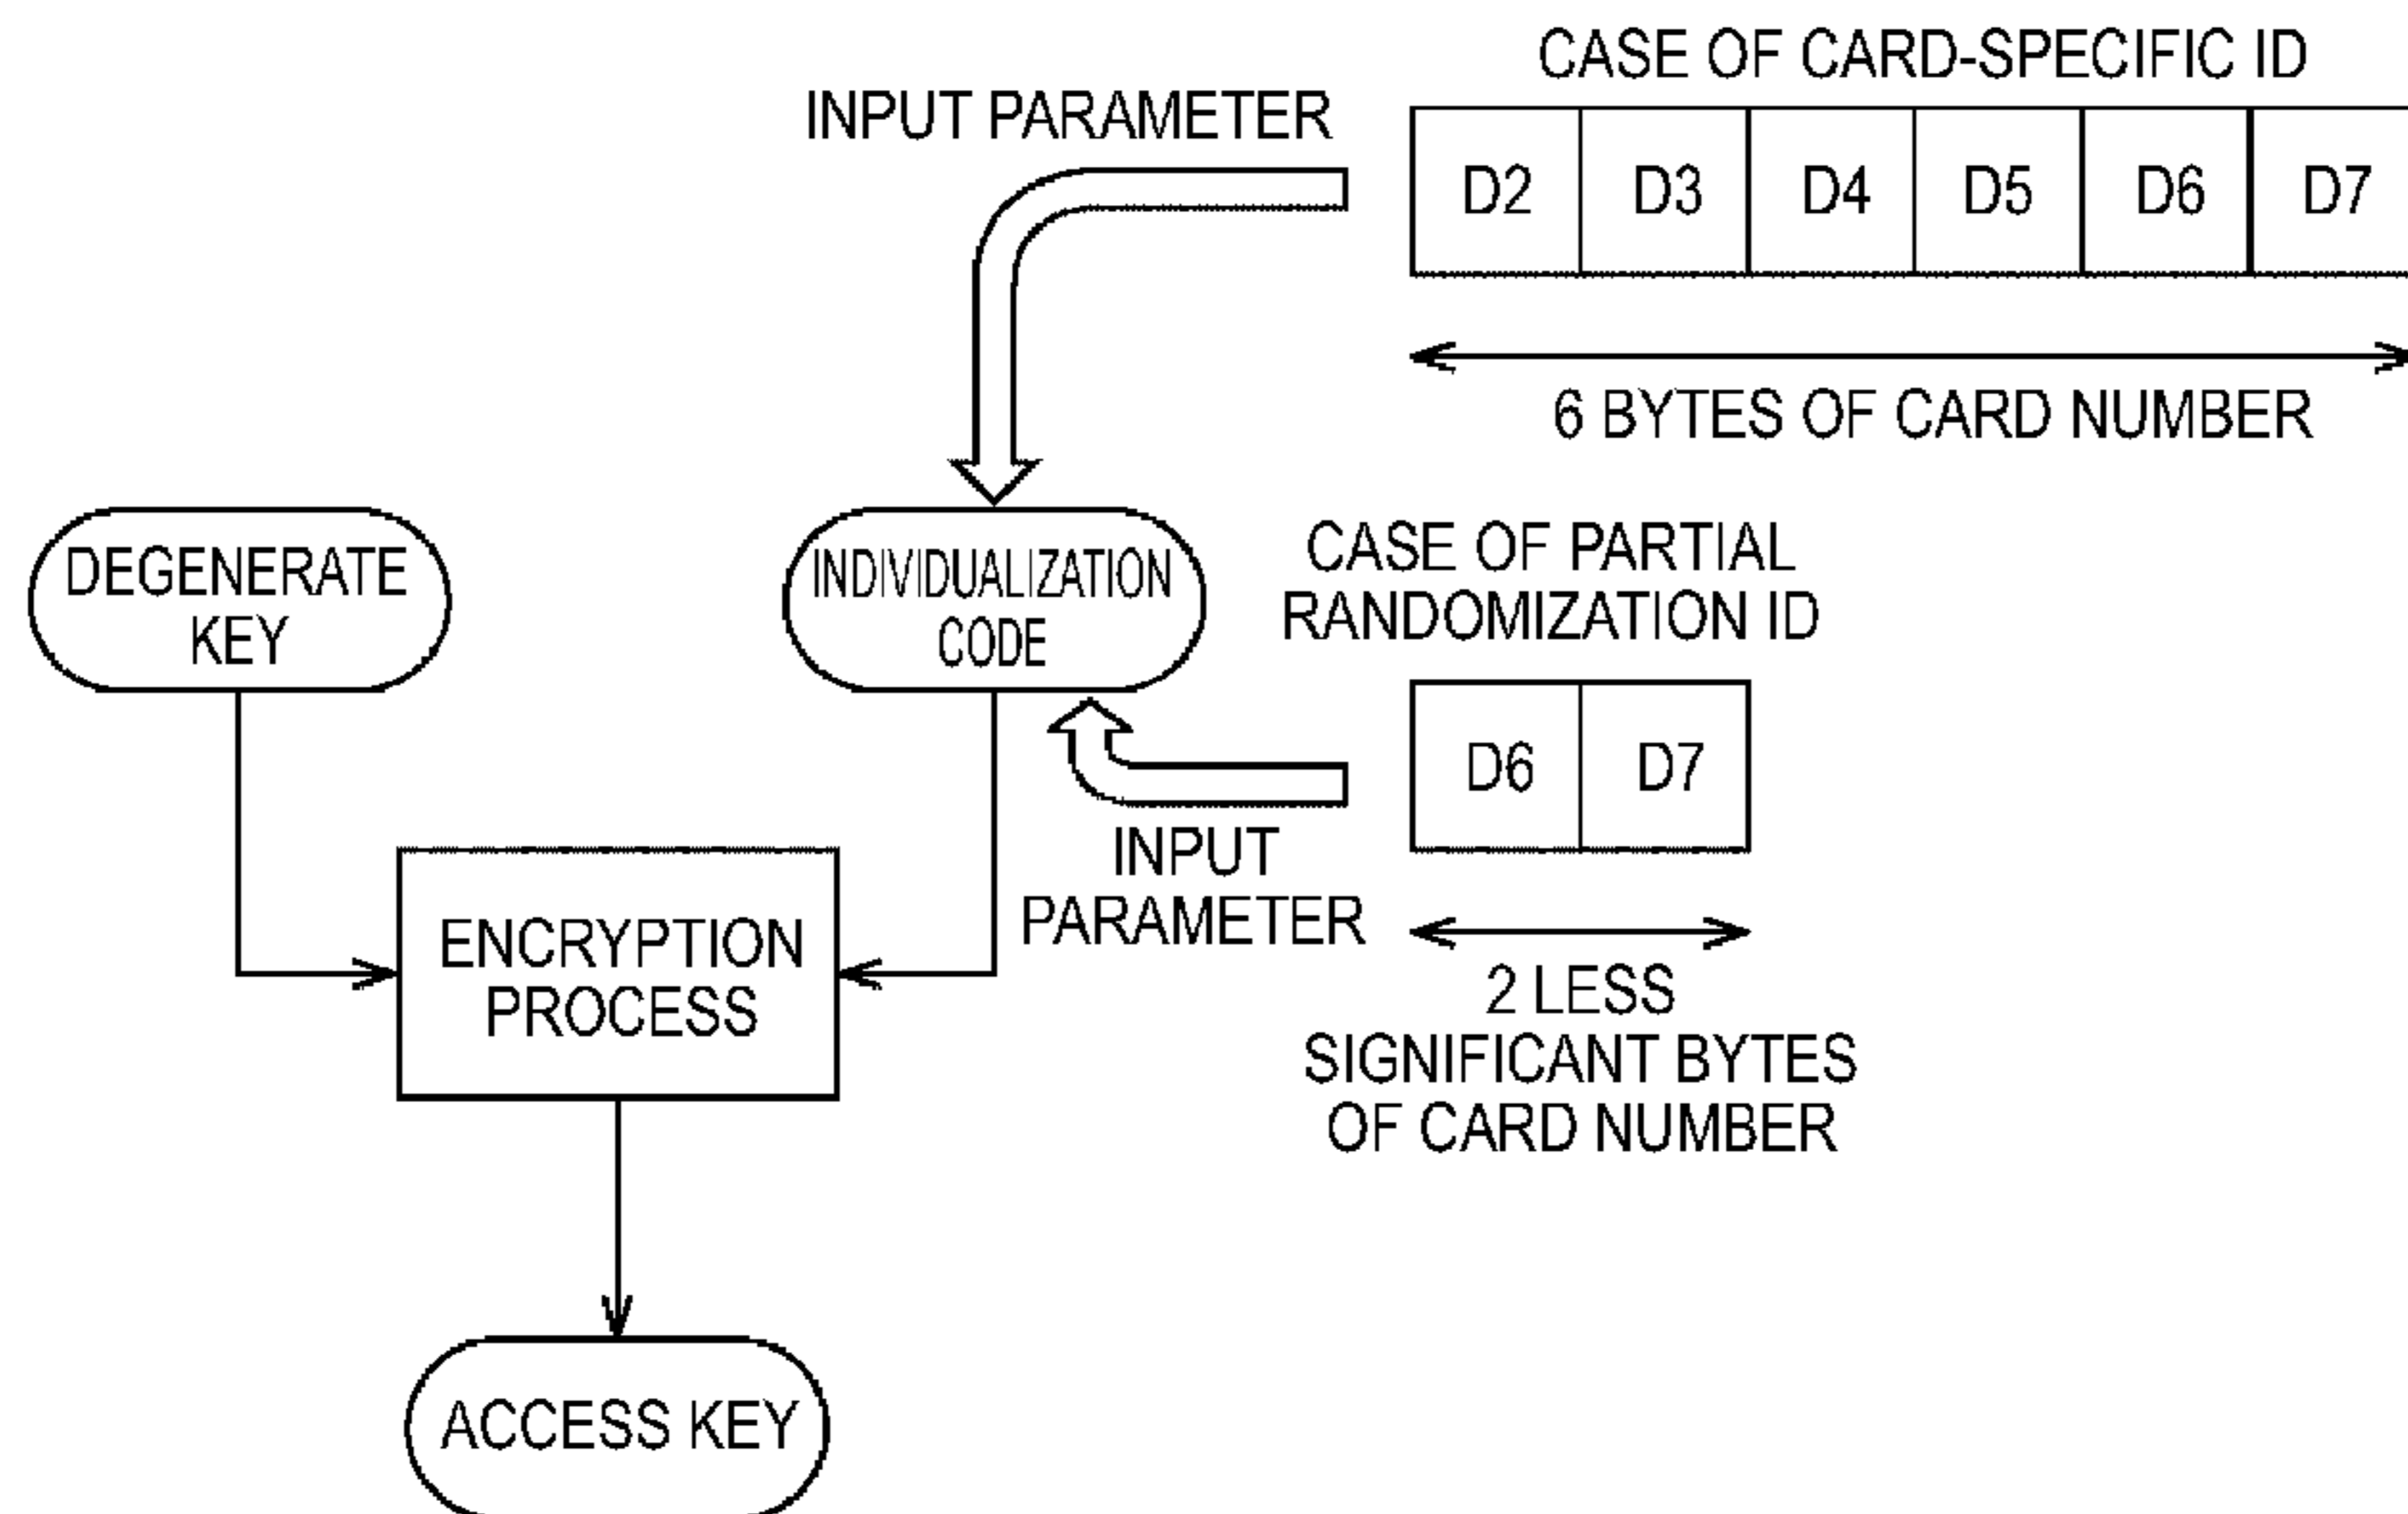 CASE OF CARD-SPECIFIC ID
INPUT PARAMETER
D2 D3 D4 D5 D6 D7
6 BYTES OF CARD NUMBER
DEGENERATE
KEY
INDIVIDUALIZATION
CODE
CASE OF PARTIAL
RANDOMIZATION ID
D6 D7
INPUT
PARAMETER
2 LESS
SIGNIFICANT BYTES
OF CARD NUMBER
ENCRYPTION
PROCESS
ACCESS KEY